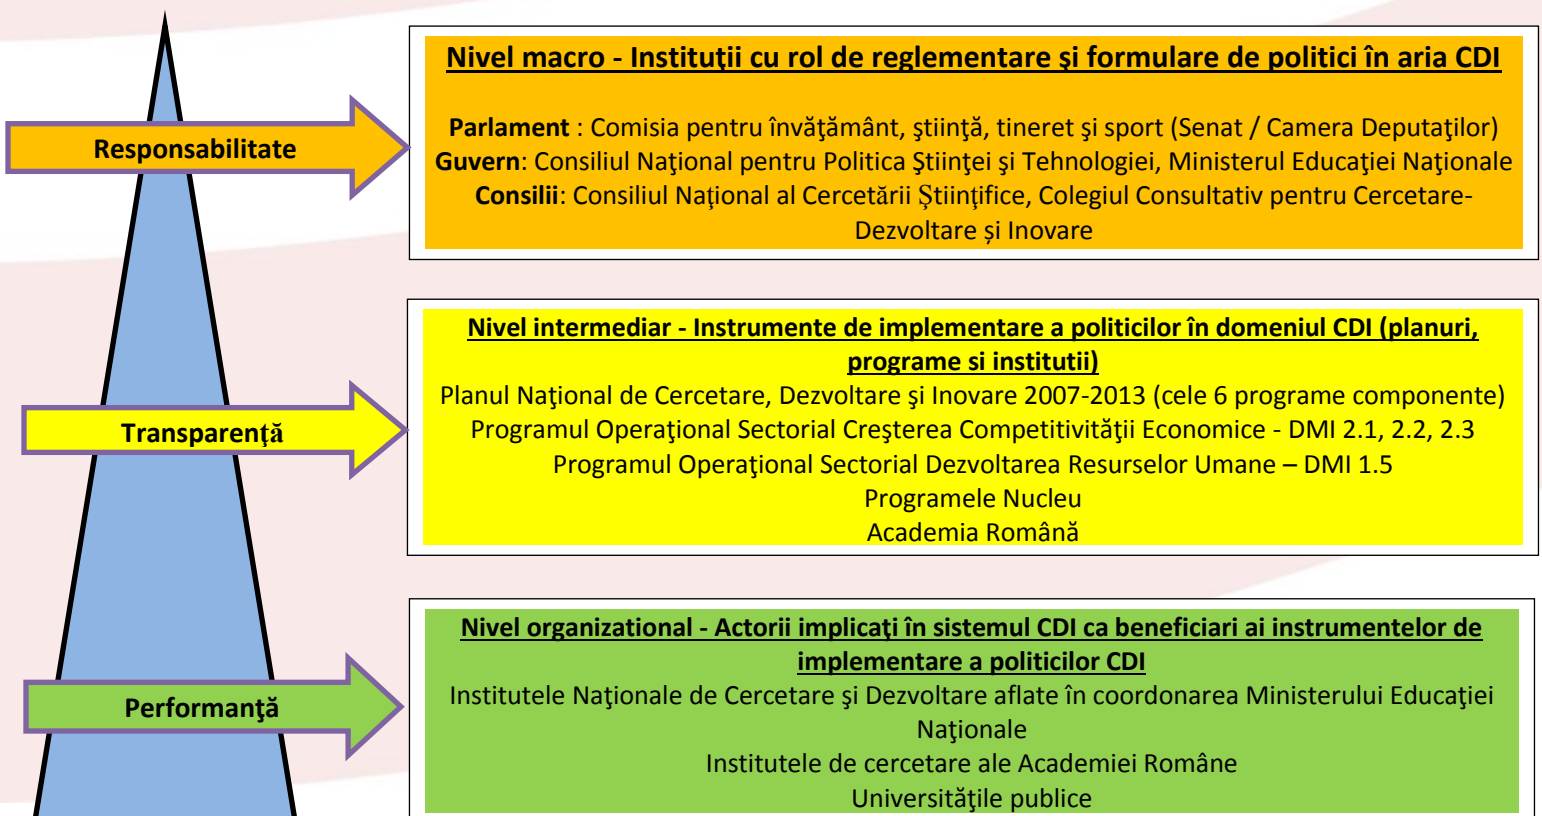 Responsabilitate
Nivel macro - Instituţii cu rol de reglementare şi formulare de politici în aria CDI
Parlament : Comisia pentru învăţământ, ştiinţă, tineret şi sport (Senat / Camera Deputaţilor)
Guvern: Consiliul Naţional pentru Politica Ştiinţei şi Tehnologiei, Ministerul Educaţiei Naţionale
Consilii: Consiliul Național al Cercetării Științifice, Colegiul Consultativ pentru Cercetare-
Dezvoltare și Inovare
Transparenţă
Nivel intermediar - Instrumente de implementare a politicilor în domeniul CDI (planuri,
programe si institutii)
Planul Naţional de Cercetare, Dezvoltare şi Inovare 2007-2013 (cele 6 programe componente)
Programul Operaţional Sectorial Creşterea Competitivităţii Economice - DMI 2.1, 2.2, 2.3
Programul Operaţional Sectorial Dezvoltarea Resurselor Umane – DMI 1.5
Programele Nucleu
Academia Română
Performanţă
Nivel organizational - Actorii implicaţi în sistemul CDI ca beneficiari ai instrumentelor de
implementare a politicilor CDI
Institutele Naţionale de Cercetare şi Dezvoltare aflate în coordonarea Ministerului Educaţiei
Naţionale
Institutele de cercetare ale Academiei Române
Universităţile publice